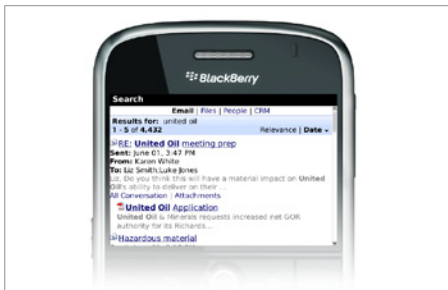 BlackBerry
Search
Email | Files | People | CRM
Results for: united oil
1 - 5 of 4,432 Relevance | Date
RE: United Oil meeting prep
Sent: June 01, 3:47 PM
From: Karen White
To: Liz Smith,Luke Jones
Liz, Do you think this will have a material impact on United
Oil's ability to deliver on their ...
All Conversation | Attachments
United Oil Application
United Oil & Minerals requests increased net GOR
authority for its Richards...
Hazardous material